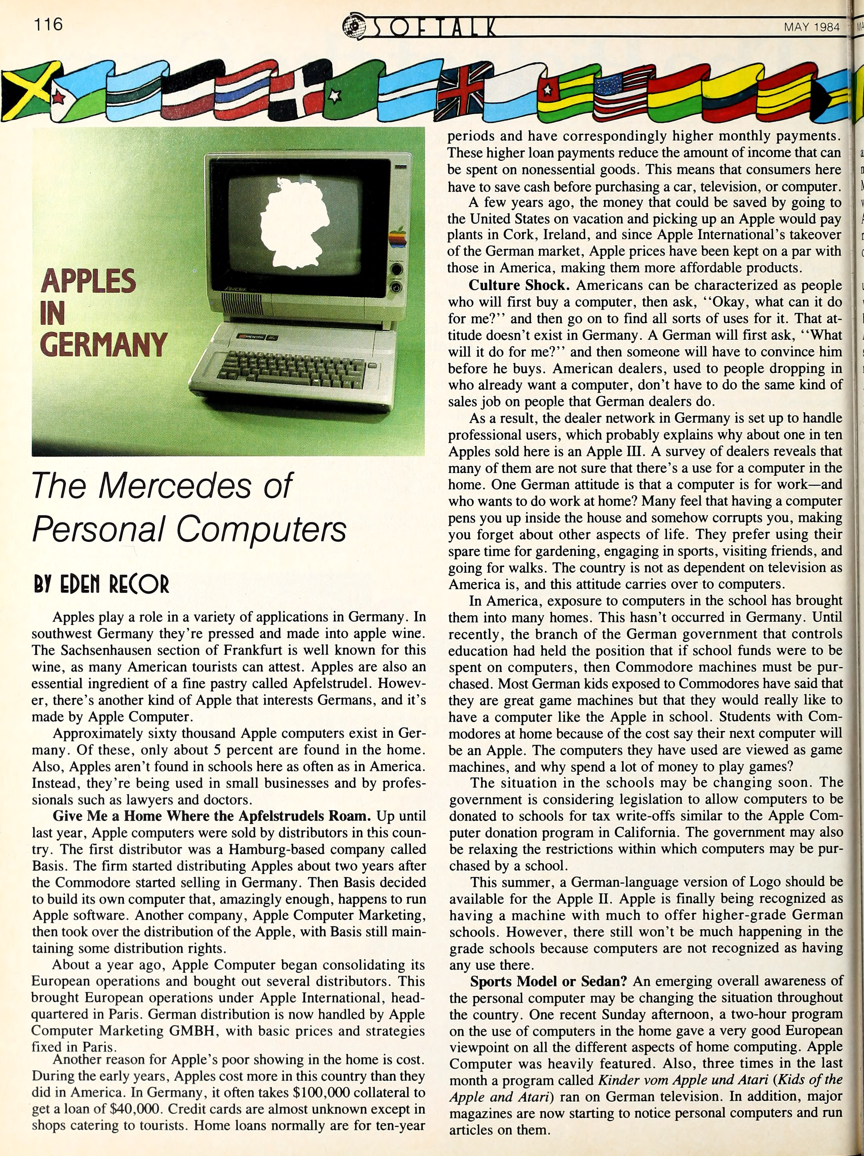 116
SOFTALK
MAY 1984
APPLES
IN
GERMANY
The Mercedes of
Personal Computers
BY EDEN RECOR
Apples play a role in a variety of applications in Germany. In
southwest Germany they're pressed and made into apple wine.
The Sachsenhausen section of Frankfurt is well known for this
wine, as many American tourists can attest. Apples are also an
essential ingredient of a fine pastry called Apfelstrudel. Howev-
er, there's another kind of Apple that interests Germans, and it's
made by Apple Computer.
Approximately sixty thousand Apple computers exist in Ger-
many. Of these, only about 5 percent are found in the home.
Also, Apples aren't found in schools here as often as in America.
Instead, they're being used in small businesses and by profes-
sionals such as lawyers and doctors.
Give Me a Home Where the Apfelstrudels Roam. Up until
last year, Apple computers were sold by distributors in this coun-
try. The first distributor was a Hamburg-based company called
Basis. The firm started distributing Apples about two years after
the Commodore started selling in Germany. Then Basis decided
to build its own computer that, amazingly enough, happens to run
Apple software. Another company, Apple Computer Marketing,
then took over the distribution of the Apple, with Basis still main-
taining some distribution rights.
About a year ago, Apple Computer began consolidating its
European operations and bought out several distributors. This
brought European operations under Apple International, head-
quartered in Paris. German distribution is now handled by Apple
Computer Marketing GMBH, with basic prices and strategies
fixed in Paris.
Another reason for Apple's poor showing in the home is cost.
During the early years, Apples cost more in this country than they
did in America. In Germany, it often takes $100,000 collateral to
get a loan of $40,000. Credit cards are almost unknown except in
shops catering to tourists. Home loans normally are for ten-year
periods and have correspondingly higher monthly payments.
These higher loan payments reduce the amount of income that can
be spent on nonessential goods. This means that consumers here
have to save cash before purchasing a car, television, or computer.
A few years ago, the money that could be saved by going to
the United States on vacation and picking up an Apple would pay
plants in Cork, Ireland, and since Apple International's takeover
of the German market, Apple prices have been kept on a par with
those in America, making them more affordable products.
Culture Shock. Americans can be characterized as people
who will first buy a computer, then ask, "Okay, what can it do
for me?" and then go on to find all sorts of uses for it. That at-
titude doesn't exist in Germany. A German will first ask, "What
will it do for me?" and then someone will have to convince him
before he buys. American dealers, used to people dropping in
who already want a computer, don't have to do the same kind of
sales job on people that German dealers do.
As a result, the dealer network in Germany is set up to handle
professional users, which probably explains why about one in ten
Apples sold here is an Apple III. A survey of dealers reveals that
many of them are not sure that there's a use for a computer in the
home. One German attitude is that a computer is for work—and
who wants to do work at home? Many feel that having a computer
pens you up inside the house and somehow corrupts you, making
you forget about other aspects of life. They prefer using their
spare time for gardening, engaging in sports, visiting friends, and
going for walks. The country is not as dependent on television as
America is, and this attitude carries over to computers.
In America, exposure to computers in the school has brought
them into many homes. This hasn't occurred in Germany. Until
recently, the branch of the German government that controls
education had held the position that if school funds were to be
spent on computers, then Commodore machines must be pur-
chased. Most German kids exposed to Commodores have said that
they are great game machines but that they would really like to
have a computer like the Apple in school. Students with Com-
modores at home because of the cost say their next computer will
be an Apple. The computers they have used are viewed as game
machines, and why spend a lot of money to play games?
The situation in the schools may be changing soon. The
government is considering legislation to allow computers to be
donated to schools for tax write-offs similar to the Apple Com-
puter donation program in California. The government may also
be relaxing the restrictions within which computers may be pur-
chased by a school.
This summer, a German-language version of Logo should be
available for the Apple II. Apple is finally being recognized as
having a machine with much to offer higher-grade German
schools. However, there still won't be much happening in the
grade schools because computers are not recognized as having
any use there.
Sports Model or Sedan? An emerging overall awareness of
the personal computer may be changing the situation throughout
the country. One recent Sunday afternoon, a two-hour program
on the use of computers in the home gave a very good European
viewpoint on all the different aspects of home computing. Apple
Computer was heavily featured. Also, three times in the last
month a program called Kinder vom Apple und Atari (Kids of the
Apple and Atari) ran on German television. In addition, major
magazines are now starting to notice personal computers and run
articles on them.